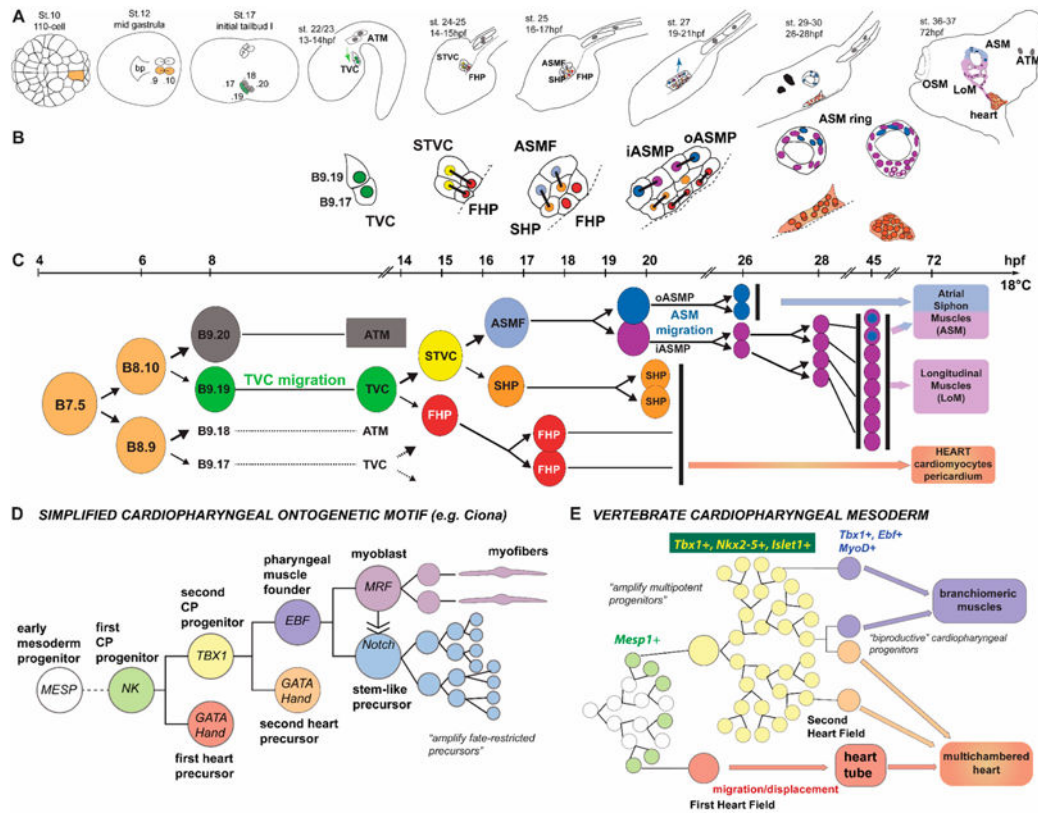 A
St.10
110-cell
St.12
mid gastrula
bp
.9 .10
St.17
initial tailbud I
.17
18
.20
.19
st. 22/23
13-14hpf
ATM
TVC
st. 24-25
14-15hpf
STVC
FHP
st. 25
16-17hpf
ASMF
SHP
FHP
st. 27
19-21hpf
st. 29-30
26-28hpf
st. 36-37
72hpf
ASM
ATM
OSM
LoM
heart
B
B9.19
B9.17
TVC
STVC
FHP
ASMF
SHP
FHP
iASMP
oASMP
ASM ring
C
4 6 8 14 15 16 17 18 19 20 26 28 45 72 hpf
18°C
B7.5
B8.10
B8.9
B9.20
ATM
B9.19
TVC migration
TVC
B9.18
ATM
B9.17
TVC
STVC
FHP
ASMF
SHP
FHP
FHP
oASMP
ASM
migration
iASMP
SHP
SHP
Atrial
Siphon
Muscles
(ASM)
Longitudinal
Muscles
(LoM)
HEART
cardiomyocytes
pericardium
D SIMPLIFIED CARDIOPHARYNGEAL ONTOGENETIC MOTIF (e.g. Ciona)
early
mesoderm
progenitor
MESP
first CP
progenitor
NK
second CP
progenitor
TBX1
GATA
Hand
first heart
precursor
pharyngeal
muscle
founder
EBF
GATA
Hand
second heart
precursor
myoblast
MRF
myofibers
Notch
stem-like
precursor
"amplify fate-restricted
precursors"
E VERTEBRATE CARDIOPHARYNGEAL MESODERM
Tbx1+, Nkx2-5+, Islet1+
"amplify multipotent
progenitors"
Mesp1+
Tbx1+, Ebf+
MyoD+
branchiomeric
muscles
"biproductive" cardiopharyngeal
progenitors
Second
Heart Field
multichambered
heart
heart
tube
migration/displacement
First Heart Field